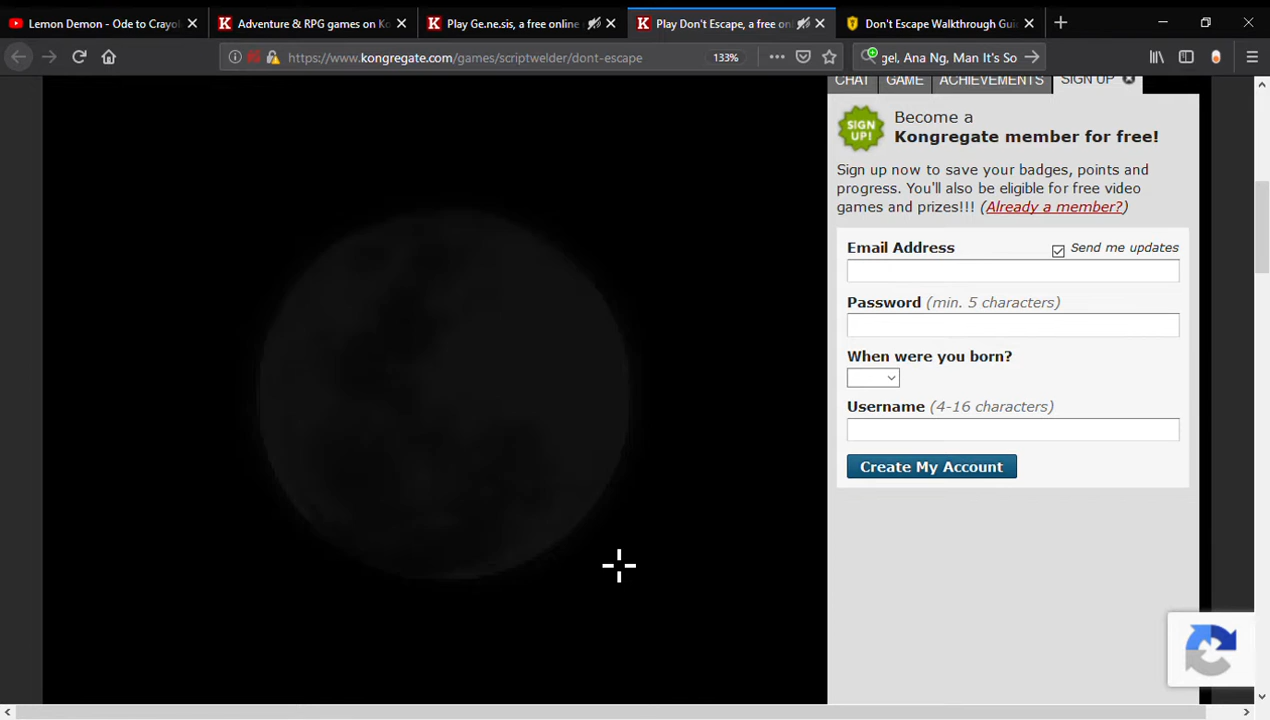 Lemon Demon - Ode to Crayol
Adventure & RPG games on Ko
Play Ge.ne.sis, a free online
Play Don't Escape, a free onl
Don't Escape Walkthrough Gui
https://www.kongregate.com/games/scriptwelder/dont-escape
133%
gel, Ana Ng, Man It's So
CHAT
GAME
ACHIEVEMENTS
SIGN UP
SIGN UP!
Become a
Kongregate member for free!
Sign up now to save your badges, points and
progress. You'll also be eligible for free video
games and prizes!!! (Already a member?)
Email Address
Send me updates
Password (min. 5 characters)
When were you born?
Username (4-16 characters)
Create My Account